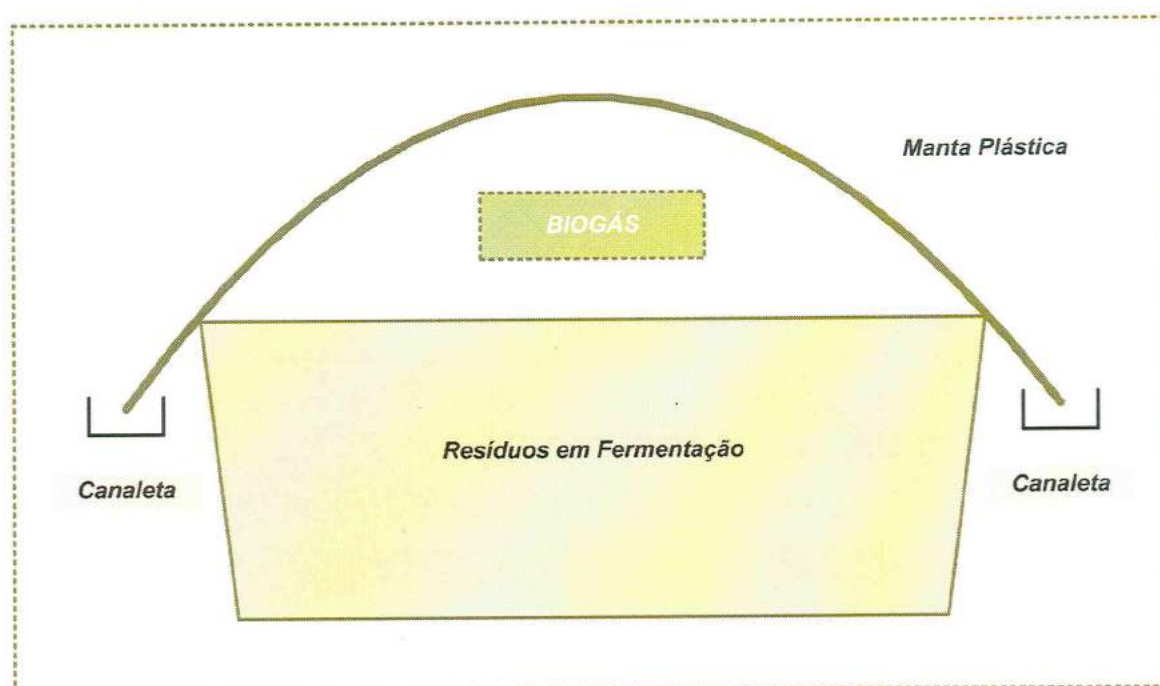 Manta Plástica
BIOGÁS
Resíduos em Fermentação
Canaleta
Canaleta